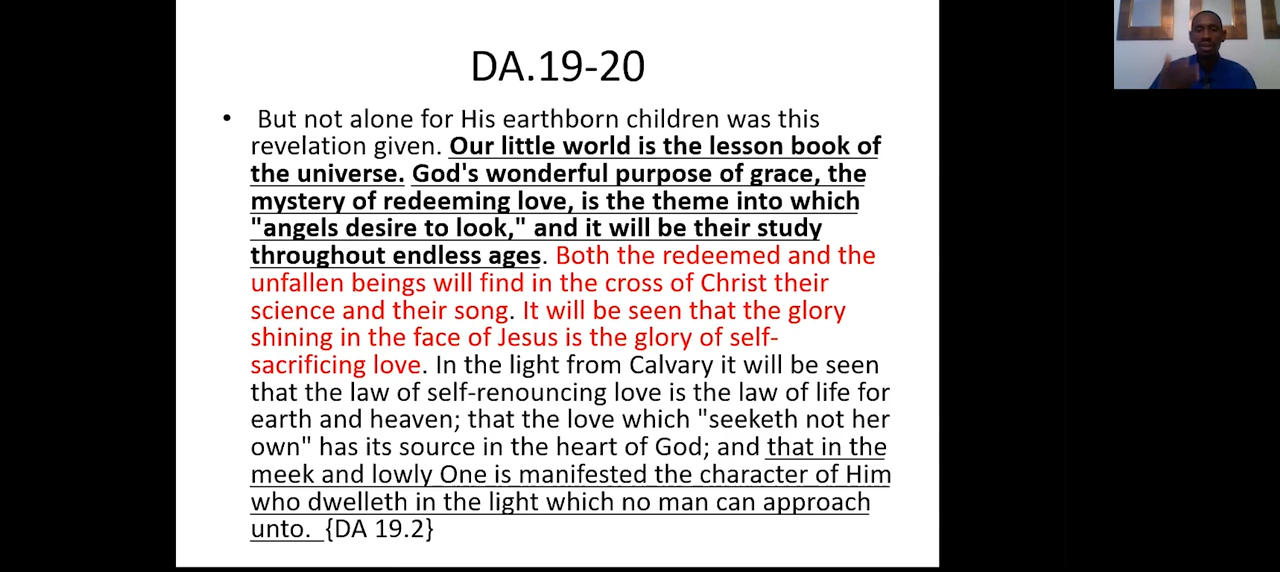 DA.19-20
• But not alone for His earthborn children was this
revelation given. Our little world is the lesson book of
the universe. God's wonderful purpose of grace, the
mystery of redeeming love, is the theme into which
"angels desire to look," and it will be their study
throughout endless ages. Both the redeemed and the
unfallen beings will find in the cross of Christ their
science and their song. It will be seen that the glory
shining in the face of Jesus is the glory of self-
sacrificing love. In the light from Calvary it will be seen
that the law of self-renouncing love is the law of life for
earth and heaven; that the love which "seeketh not her
own" has its source in the heart of God; and that in the
meek and lowly One is manifested the character of Him
who dwelleth in the light which no man can approach
unto. {DA 19.2}